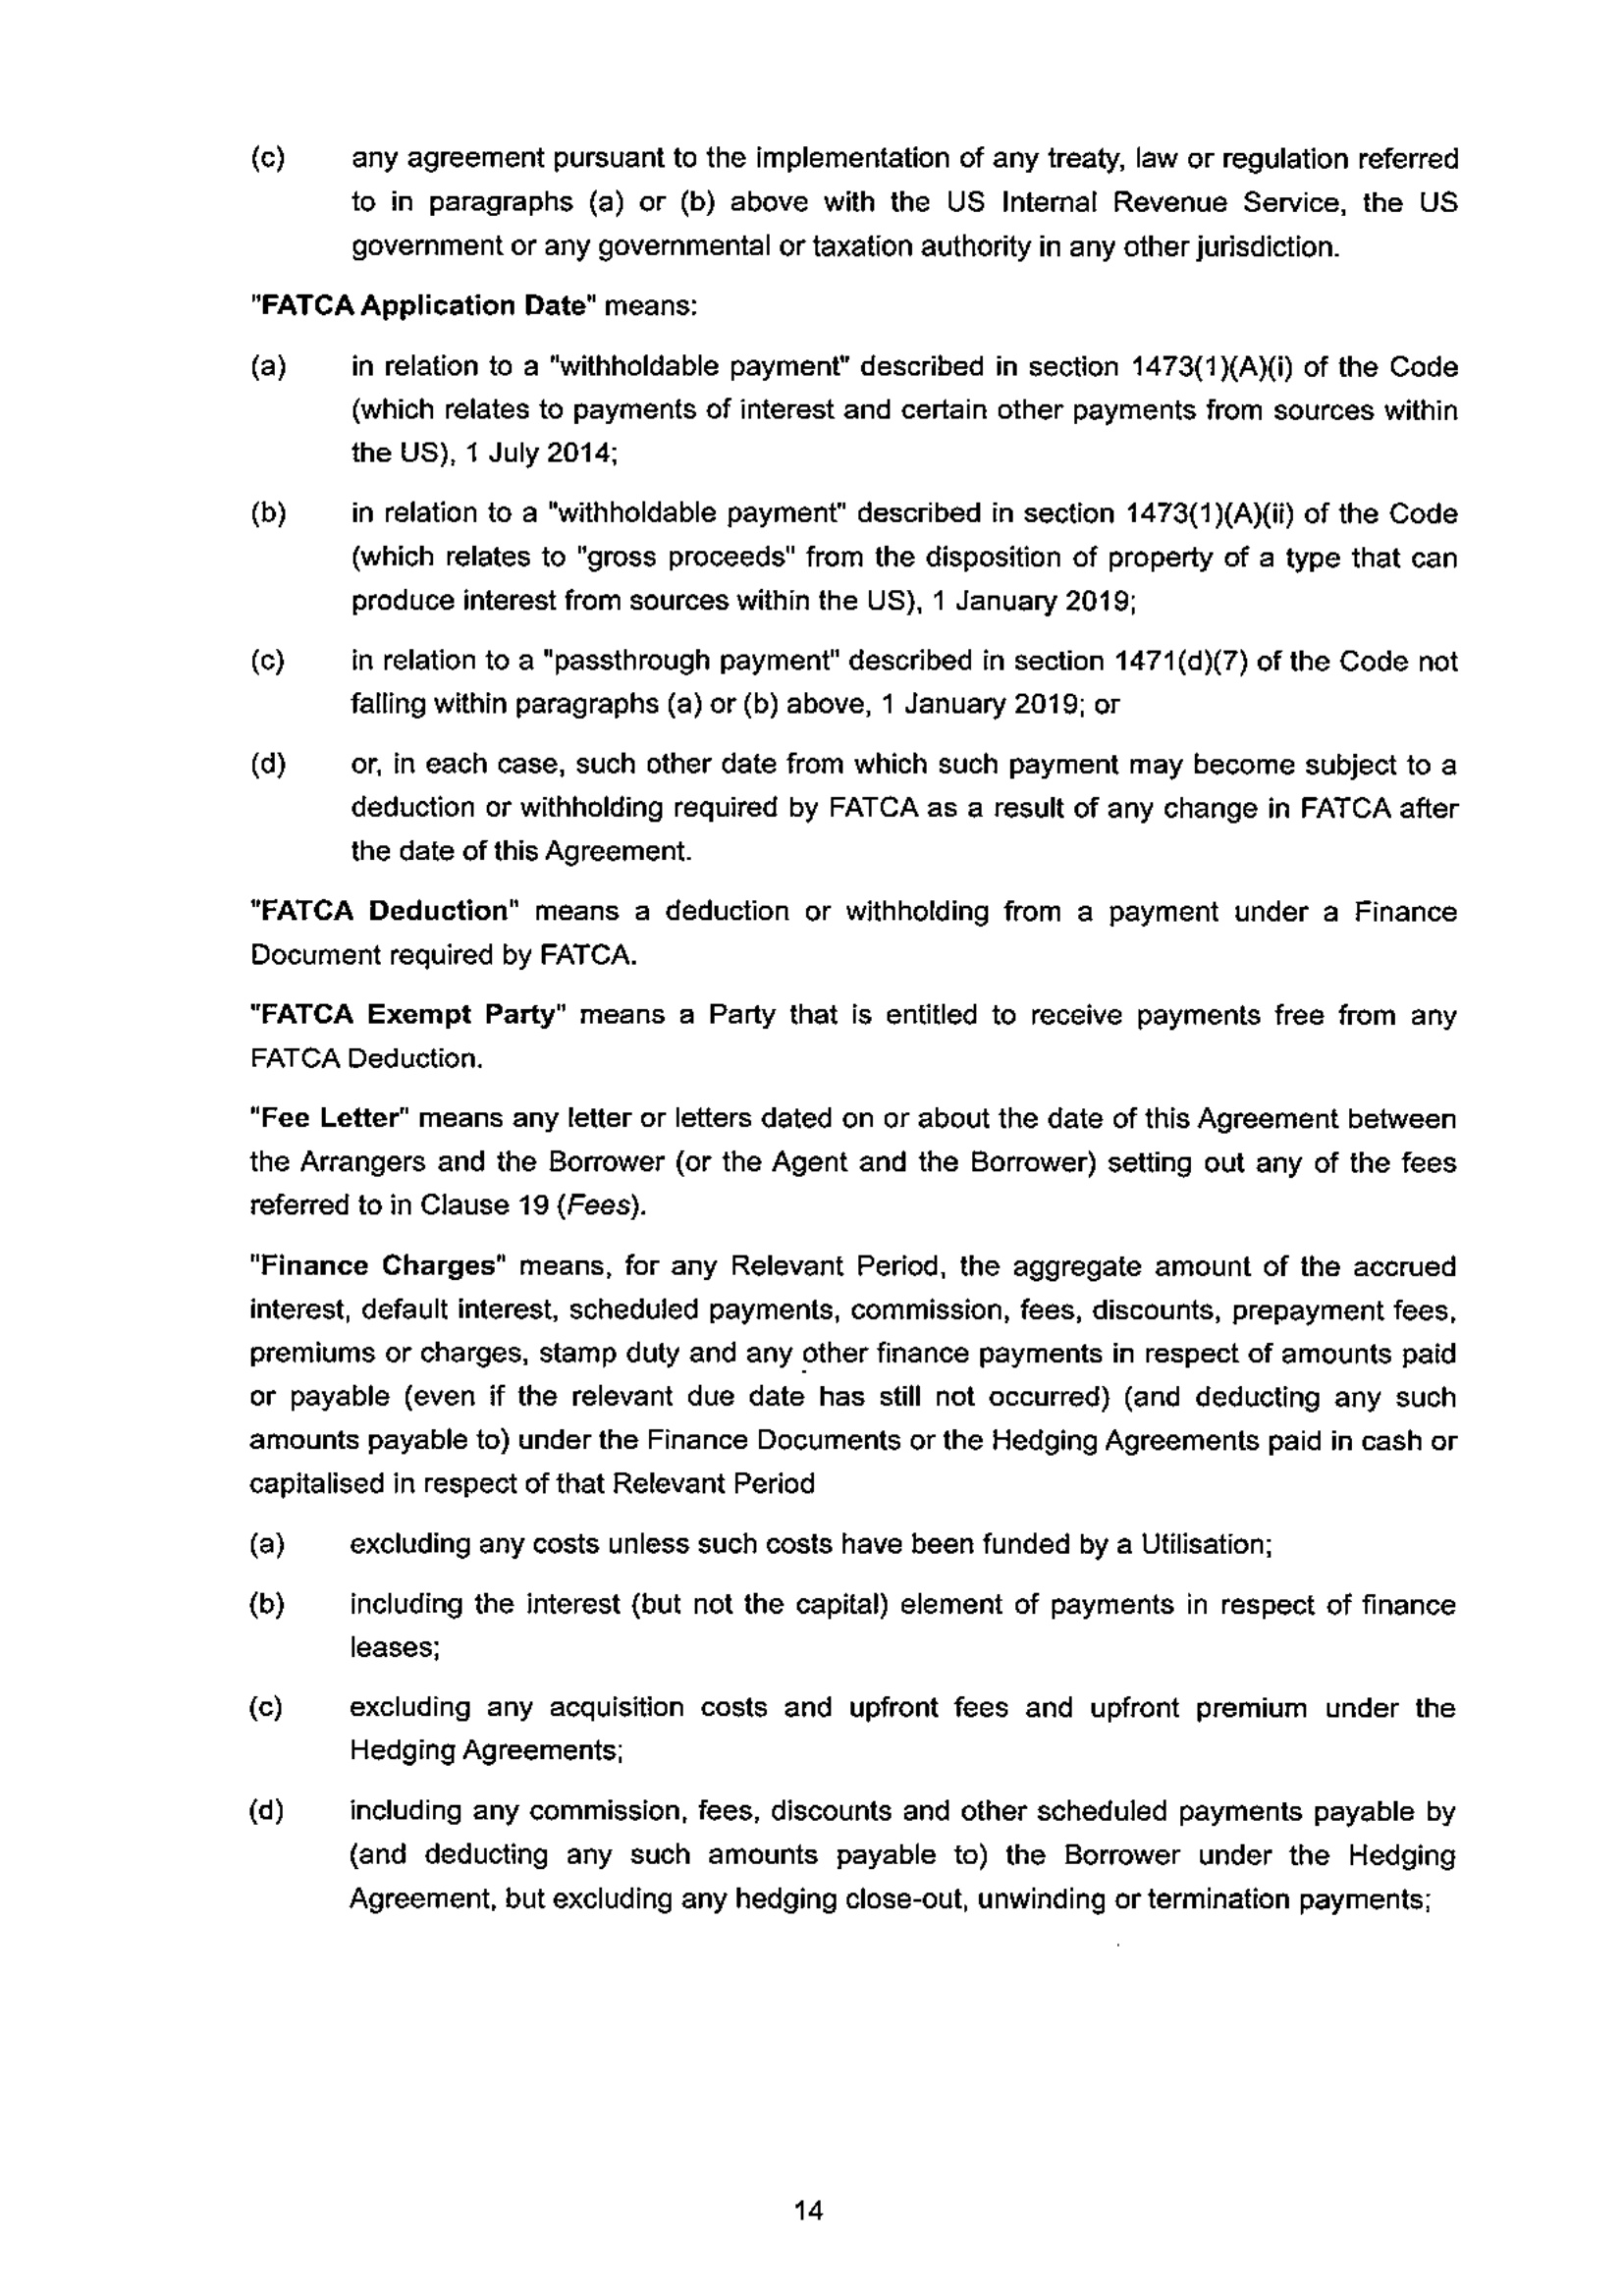 (c) any agreement pursuant to the implementation of any treaty, law or regulation referred
to in paragraphs (a) or (b) above with the US Internal Revenue Service, the US
government or any governmental or taxation authority in any other jurisdiction.
"FATCA Application Date" means:
(a) in relation to a "withholdable payment" described in section 1473(1)(A)(i) of the Code
(which relates to payments of interest and certain other payments from sources within
the US), 1 July 2014;
(b) in relation to a "withholdable payment" described in section 1473(1)(A)(ii) of the Code
(which relates to "gross proceeds" from the disposition of property of a type that can
produce interest from sources within the US), 1 January 2019;
(c) in relation to a "passthrough payment" described in section 1471(d)(7) of the Code not
falling within paragraphs (a) or (b) above, 1 January 2019; or
(d) or, in each case, such other date from which such payment may become subject to a
deduction or withholding required by FATCA as a result of any change in FATCA after
the date of this Agreement.
"FATCA Deduction" means a deduction or withholding from a payment under a Finance
Document required by FATCA.
"FATCA Exempt Party" means a Party that is entitled to receive payments free from any
FATCA Deduction.
"Fee Letter" means any letter or letters dated on or about the date of this Agreement between
the Arrangers and the Borrower (or the Agent and the Borrower) setting out any of the fees
referred to in Clause 19 (Fees).
"Finance Charges" means, for any Relevant Period, the aggregate amount of the accrued
interest, default interest, scheduled payments, commission, fees, discounts, prepayment fees,
premiums or charges, stamp duty and any other finance payments in respect of amounts paid
or payable (even if the relevant due date has still not occurred) (and deducting any such
amounts payable to) under the Finance Documents or the Hedging Agreements paid in cash or
capitalised in respect of that Relevant Period
(a) excluding any costs unless such costs have been funded by a Utilisation;
(b) including the interest (but not the capital) element of payments in respect of finance
leases;
(c) excluding any acquisition costs and upfront fees and upfront premium under the
Hedging Agreements;
(d) including any commission, fees, discounts and other scheduled payments payable by
(and deducting any such amounts payable to) the Borrower under the Hedging
Agreement, but excluding any hedging close-out, unwinding or termination payments;
14